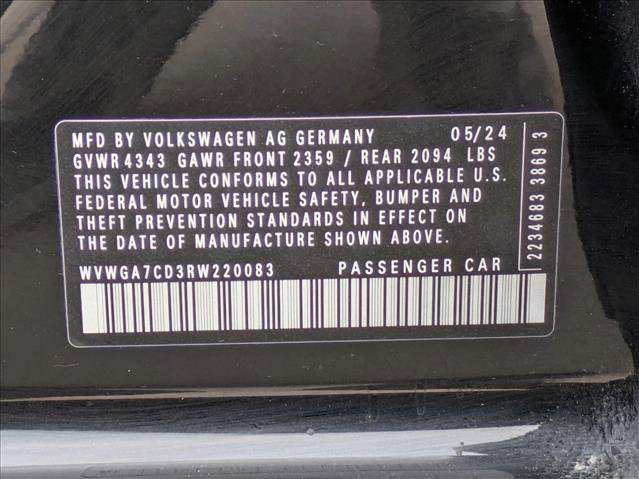 MFD BY VOLKSWAGEN AG GERMANY 05/24
GVWR 4343 GAWR FRONT 2359 / REAR 2094 LBS
THIS VEHICLE CONFORMS TO ALL APPLICABLE U.S.
FEDERAL MOTOR VEHICLE SAFETY, BUMPER AND
THEFT PREVENTION STANDARDS IN EFFECT ON
THE DATE OF MANUFACTURE SHOWN ABOVE.
WVWGA7CD3RW220083 PASSENGER CAR
2234683 3869 3